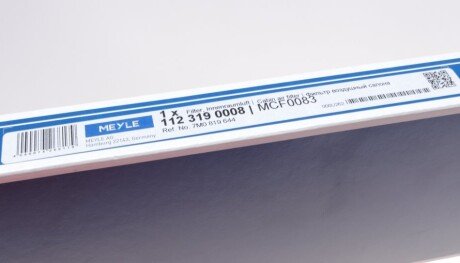 MEYLE
MEYLE AG
Hamburg 22143, Germany
1 x Filter, Innenraumluft | Cabin air filter | Фильтр воздушный салона
112 319 0008 | MCF0083
Ref. No. 7M0 819 644